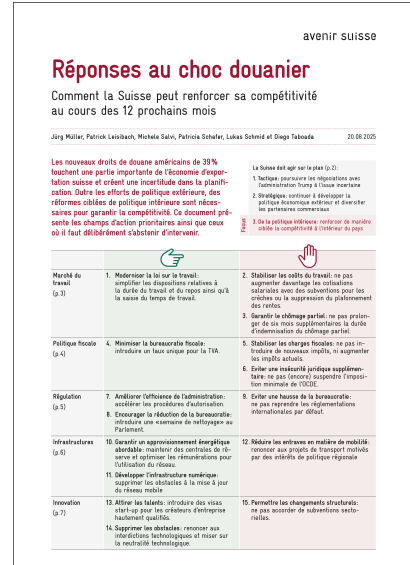 avenir suisse
Réponses au choc douanier
Comment la Suisse peut renforcer sa compétitivité
au cours des 12 prochains mois
Jürg Müller, Patrick Leisibach, Michele Salvi, Patricia Schafer, Lukas Schmid et Diego Taboada
20.08.2025
Les nouveaux droits de douane américains de 39%
touchent une partie importante de l'économie d'expor-
tation suisse et créent une incertitude dans la planifi-
cation. Outre les efforts de politique extérieure, des
réformes ciblées de politique intérieure sont néces-
saires pour garantir la compétitivité. Ce document pré-
sente les champs d'action prioritaires ainsi que ceux
où il faut délibérément s'abstenir d'intervenir.
La Suisse doit agir sur le plan (p.2):
1. Tactique: poursuivre les négociations avec
l'administration Trump à l'issue incertaine
2. Stratégique: continuer à développer la
politique économique extérieur et diversifier
les partenaires commerciaux
3. De la politique intérieure: renforcer de manière
ciblée la compétitivité à l'intérieur du pays
Focus
Marché du
travail
(p.3)
1. Moderniser la loi sur le travail:
simplifier les dispositions relatives à
la durée du travail et du repos ainsi qu'à
la saisie du temps de travail.
2. Stabiliser les coûts du travail: ne pas
augmenter davantage les cotisations
salariales avec des subventions pour les
crèches ou la suppression du plafonnement
des rentes.
3. Garantir le chômage partiel: ne pas prolon-
ger de six mois supplémentaires la durée
d'indemnisation du chômage partiel.
Politique fiscale
(p.4)
4. Minimiser la bureaucratie fiscale:
introduire un taux unique pour la TVA.
5. Stabiliser les charges fiscales: ne pas in-
troduire de nouveaux impôts, ni augmenter
les impôts actuels.
6. Eviter une insécurité juridique supplémen-
taire: ne pas (encore) suspendre l'imposi-
tion minimale de l'OCDE.
Régulation
(p.5)
7. Améliorer l'efficience de l'administration:
accélérer les procédures d'autorisation.
8. Encourager la réduction de la bureaucratie:
introduire une «semaine de nettoyage» au
Parlement.
9. Eviter une hausse de la bureaucratie:
ne pas reprendre les réglementations
internationales par défaut.
Infrastructures
(p.6)
10. Garantir un approvisionnement énergétique
abordable: maintenir des centrales de ré-
serve et optimiser les rémunérations pour
l'utilisation du réseau.
11. Développer l'infrastructure numérique:
supprimer les obstacles à la mise à jour
du réseau mobile
12. Réduire les entraves en matière de mobilité:
renoncer aux projets de transport motivés
par des intérêts de politique régionale
Innovation
(p.7)
13. Attirer les talents: introduire des visas
start-up pour les créateurs d'entreprise
hautement qualifiés.
14. Supprimer les obstacles: renoncer aux
interdictions technologiques et miser sur
la neutralité technologique.
15. Permettre les changements structurels:
ne pas accorder de subventions secto-
rielles.